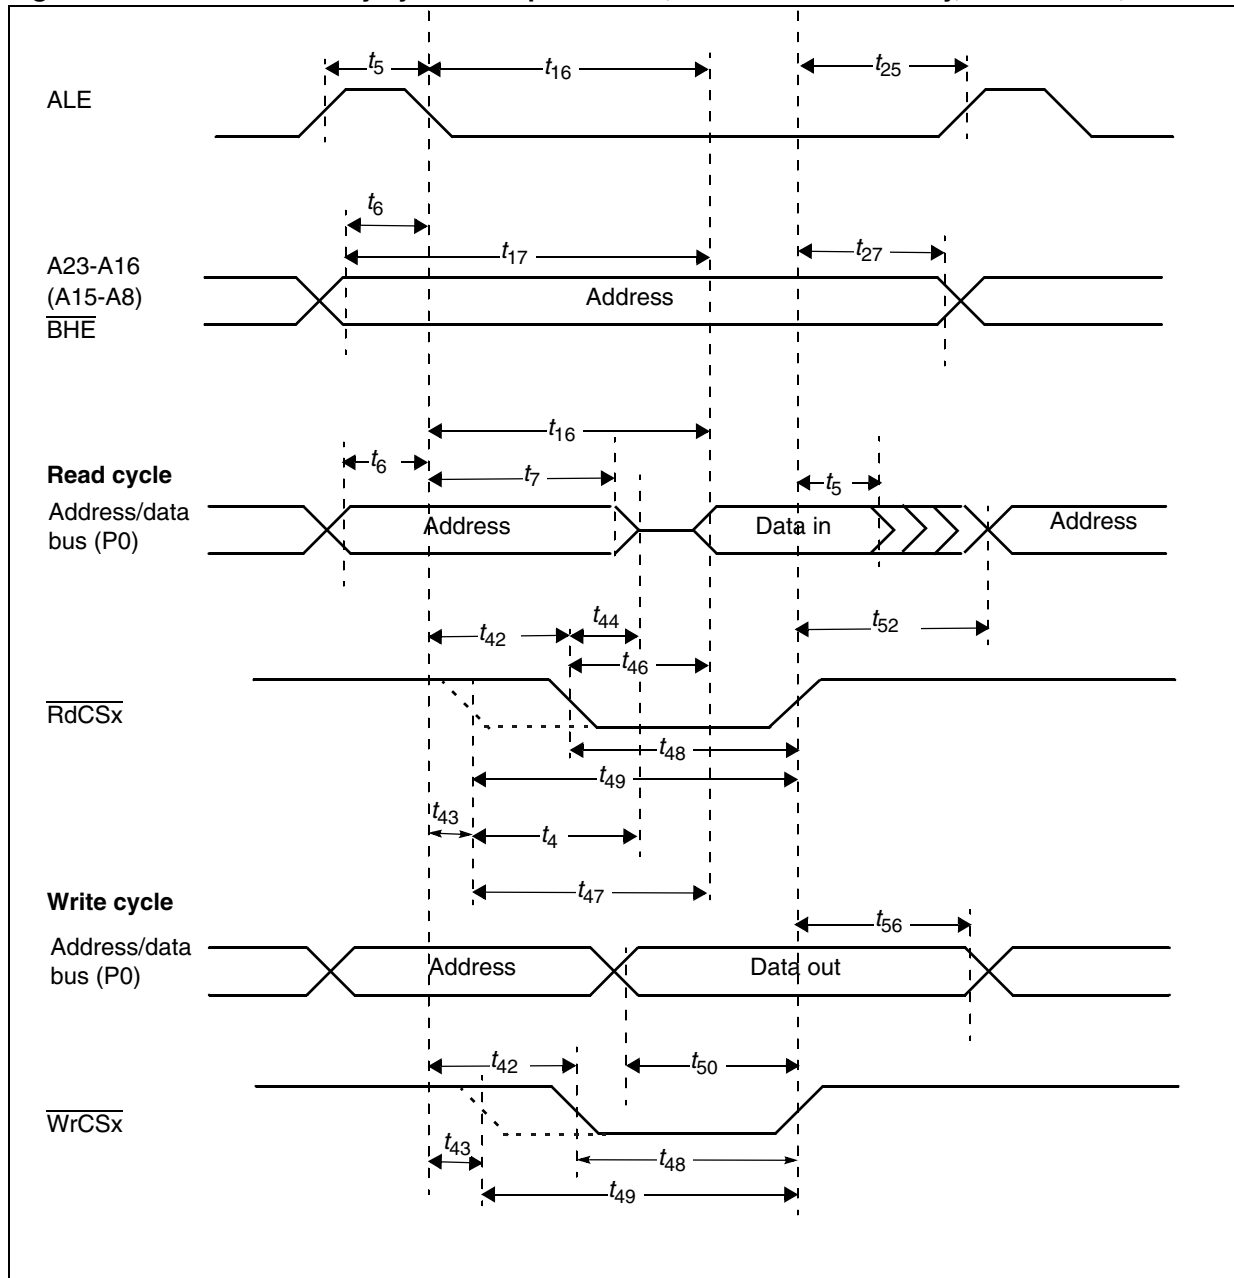 t5
t16
t25
ALE
t6
t17
t27
A23-A16
(A15-A8)
BHE
Address
t16
t6
t7
t5
Read cycle
Address/data
bus (P0)
Address
Data in
Address
t44
t42
t52
t46
RdCSx
t48
t49
t43
t4
t47
Write cycle
t56
Address/data
bus (P0)
Address
Data out
t42
t50
WrCSx
t43
t48
t49